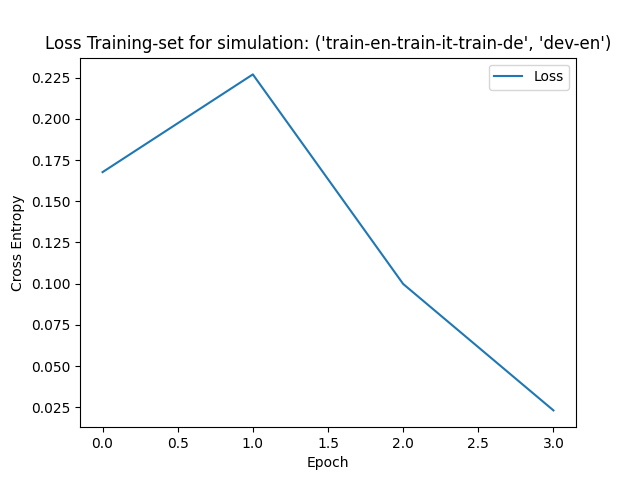 Loss Training-set for simulation: ('train-en-train-it-train-de', 'dev-en')
Loss
Cross Entropy
0.225
0.200
0.175
0.150
0.125
0.100
0.075
0.050
0.025
0.0 0.5 1.0 1.5 2.0 2.5 3.0
Epoch